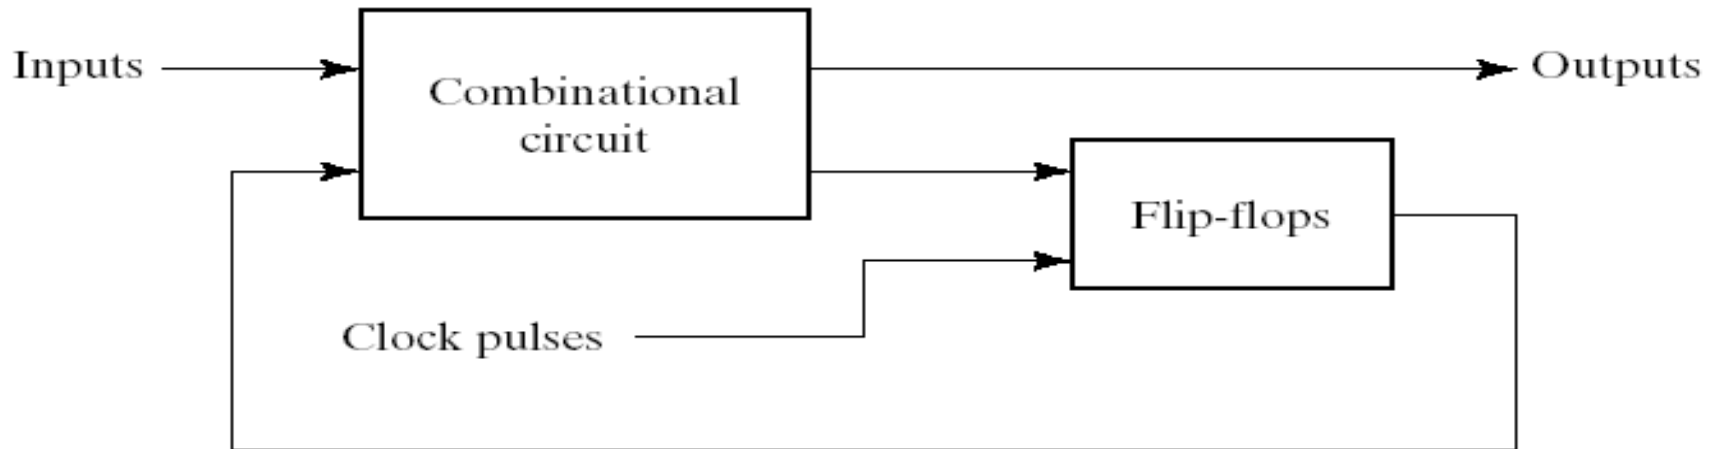 Inputs
Combinational
circuit
Outputs
Flip-flops
Clock pulses